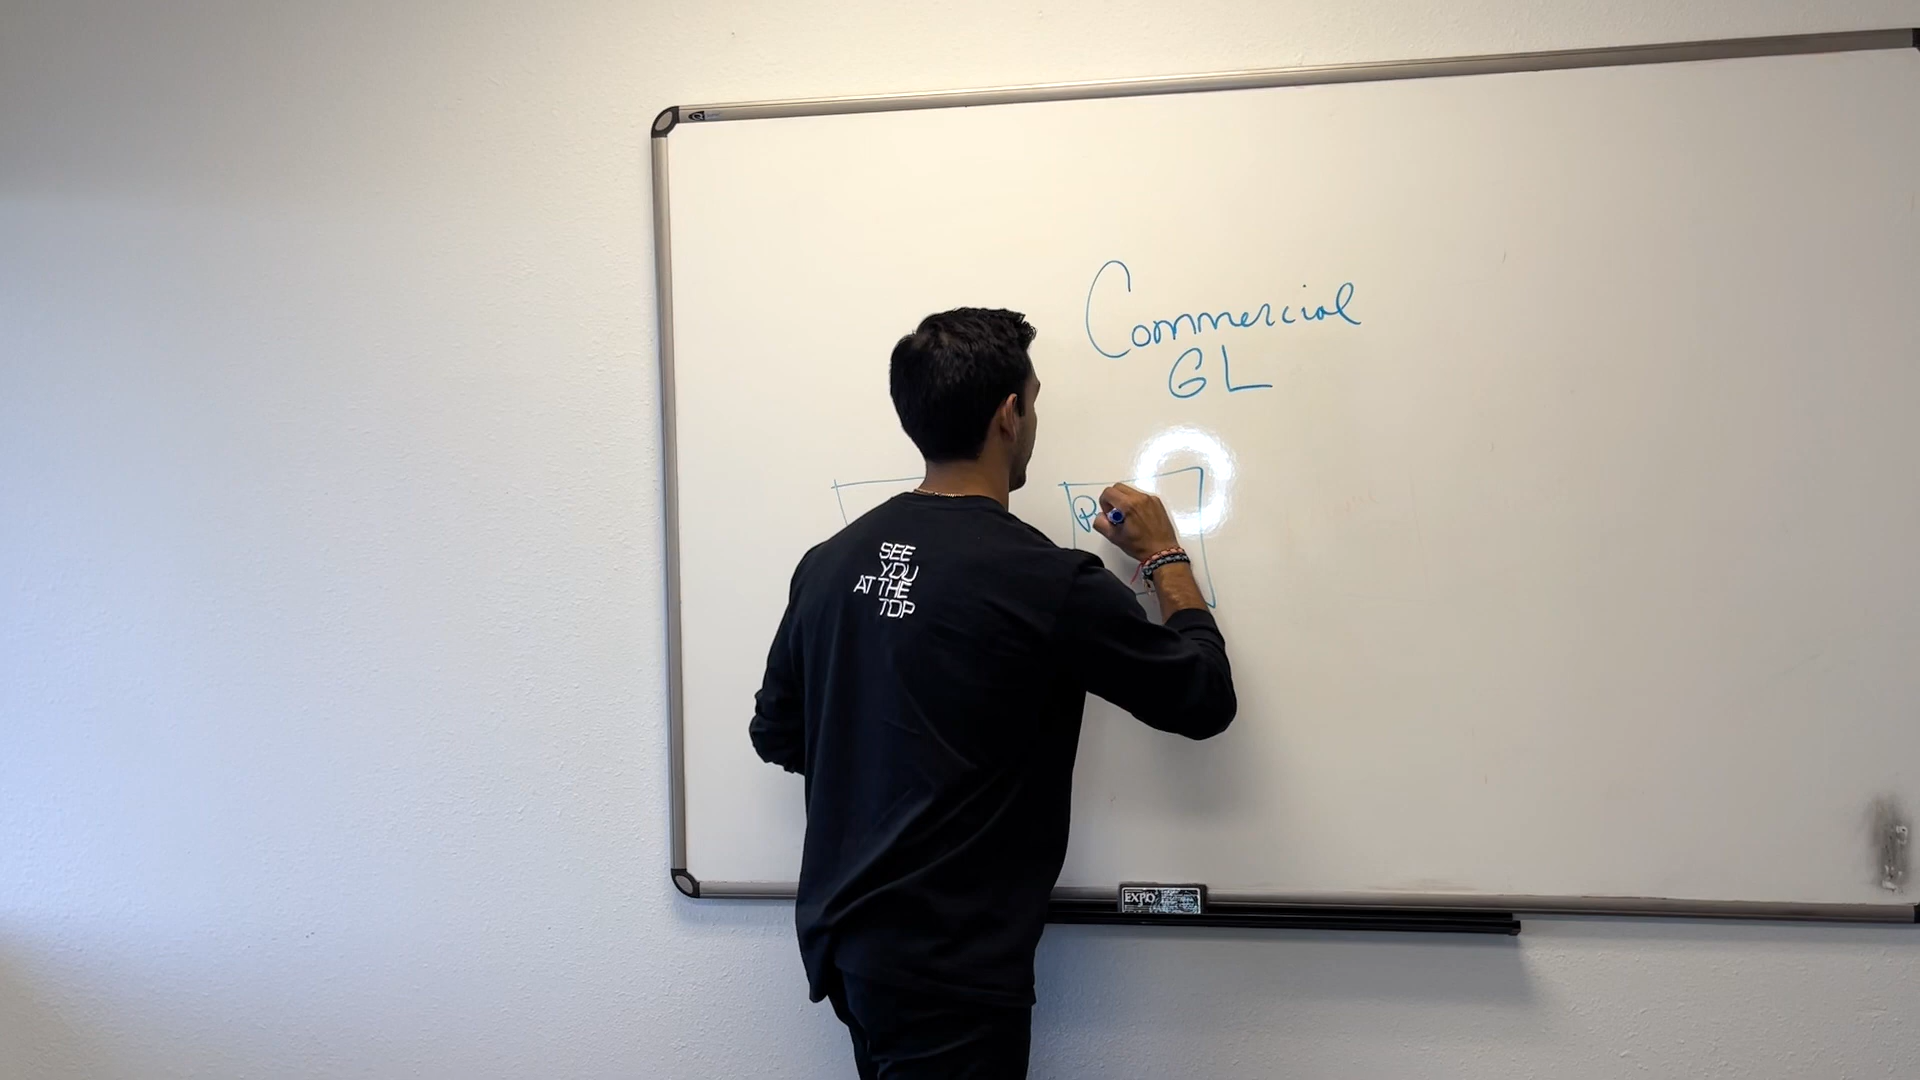 Commercial
GL
SEE
YOU
AT THE
TOP
EXPO